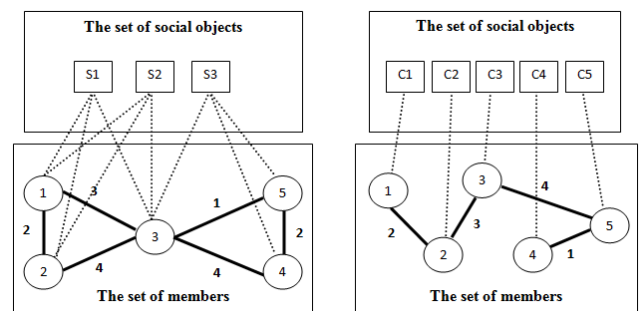 The set of social objects
S1 S2 S3
1 3 1 5
2 3 2
2 4 4 4
The set of members
The set of social objects
C1 C2 C3 C4 C5
1 3 4
2 3 5
2 4 1
The set of members